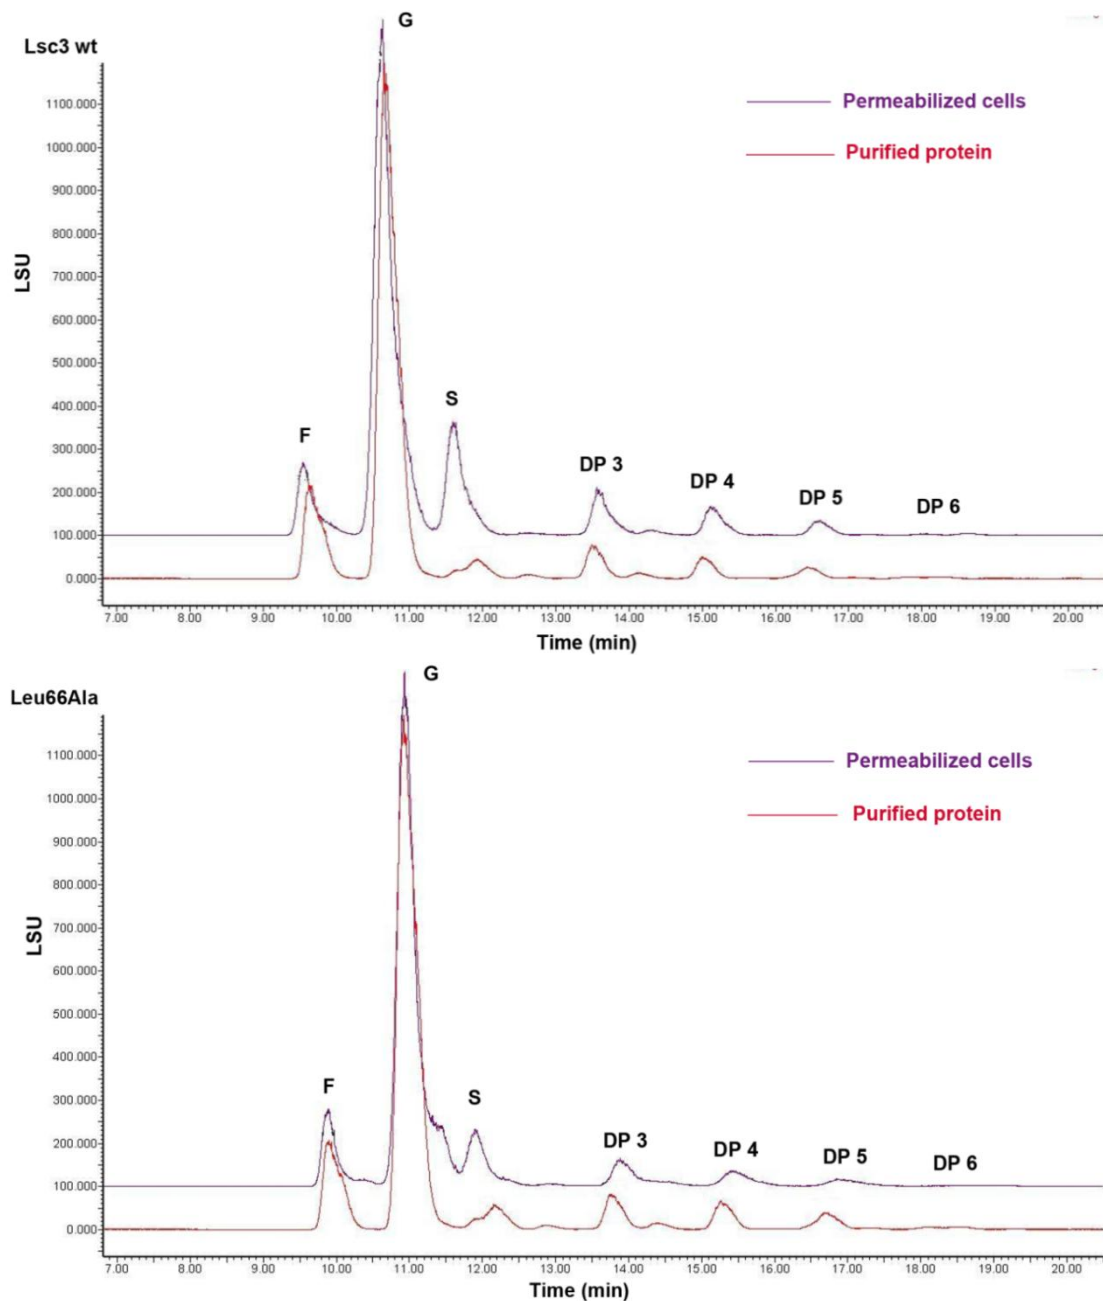 G
Lsc3 wt
1100.000
Permeabilized cells
1000.000
Purified protein
900.000
800.000
700.000
LSU
600.000
500.000
400.000
S
F
300.000
DP 3
DP 4
200.000
DP 5
DP 6
100.000
0.000
7.00 8.00 9.00 10.00 11.00 12.00 13.00 14.00 15.00 16.00 17.00 18.00 19.00 20.00
Time (min)
G
Leu66Ala
1100.000
Permeabilized cells
1000.000
Purified protein
900.000
800.000
700.000
LSU
600.000
500.000
400.000
F
S
300.000
DP 3
DP 4
DP 5
DP 6
200.000
100.000
0.000
7.00 8.00 9.00 10.00 11.00 12.00 13.00 14.00 15.00 16.00 17.00 18.00 19.00 20.00
Time (min)